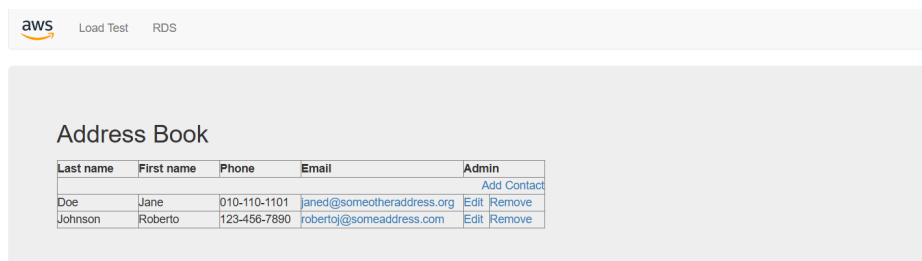 aws Load Test RDS
Address Book
Last name First name Phone Email Admin
Add Contact
Doe Jane 010-110-1101 janed@someotheraddress.org Edit Remove
Johnson Roberto 123-456-7890 robertoj@someaddress.com Edit Remove